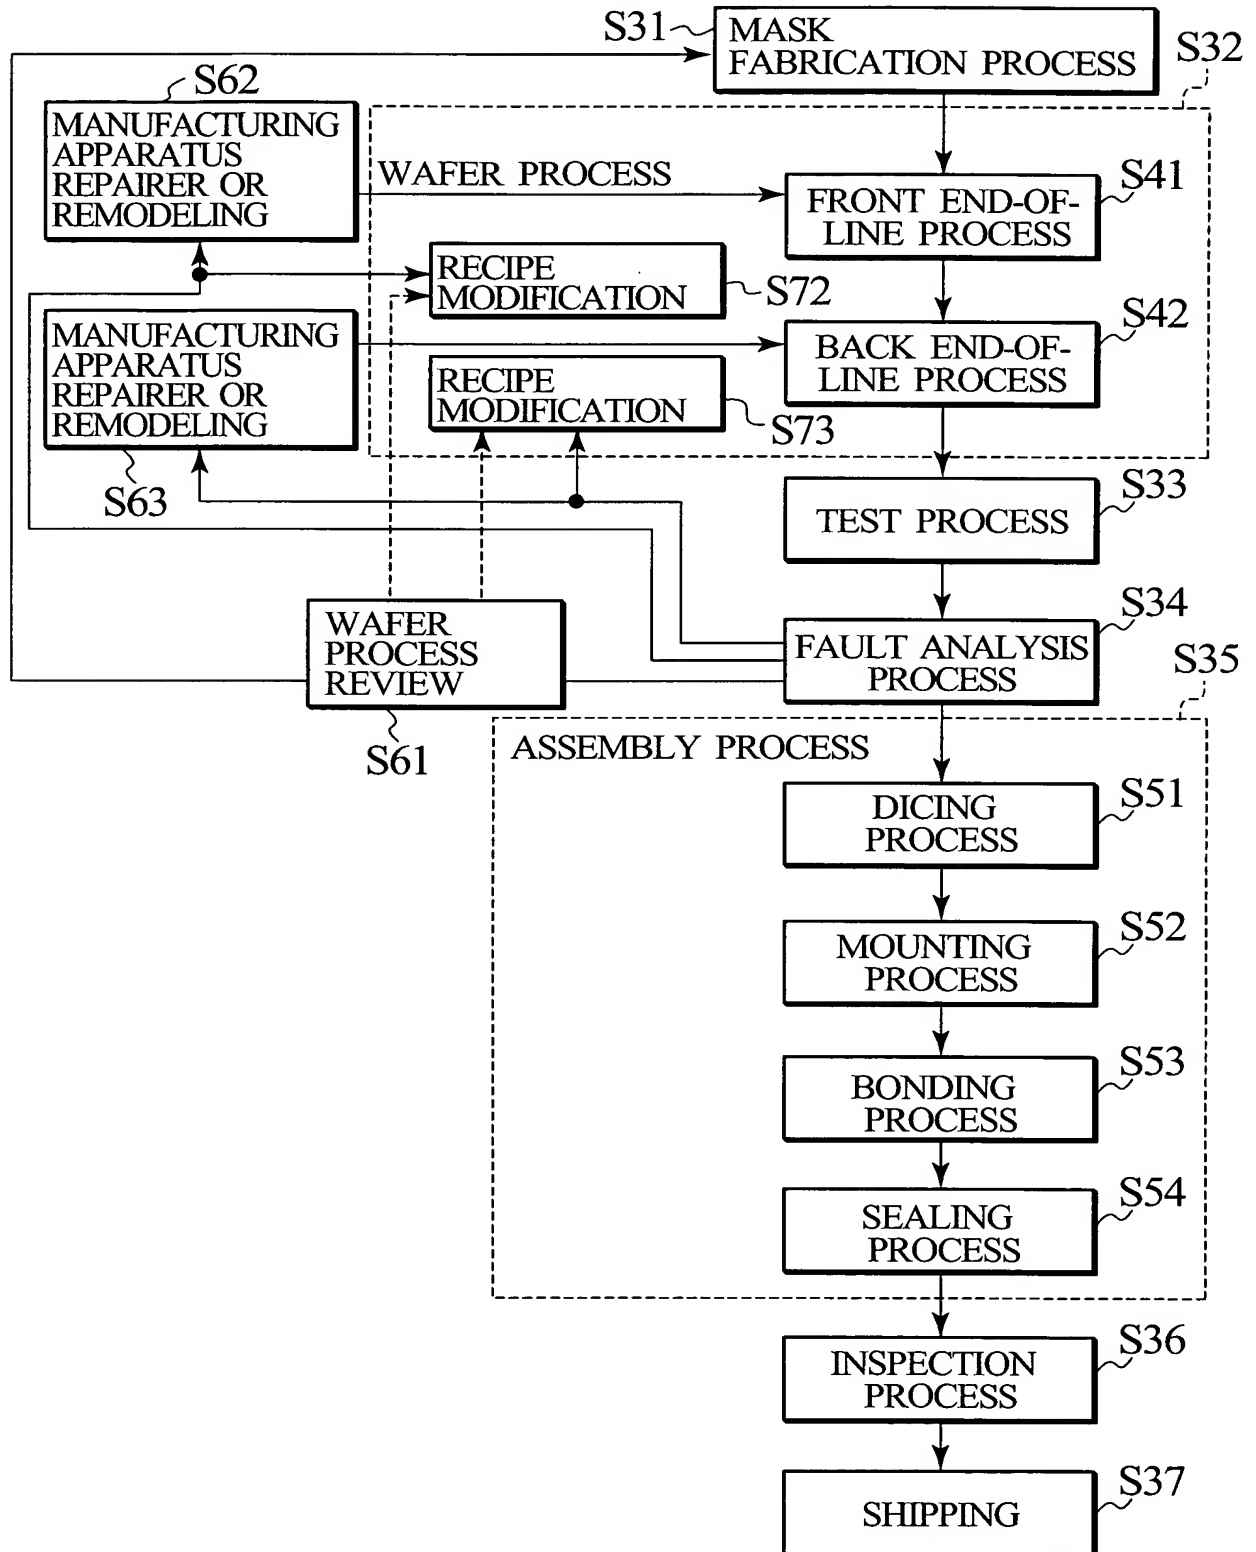 S31
MASK
FABRICATION PROCESS
S32
S62
MANUFACTURING
APPARATUS
REPAIRER OR
REMODELING
WAFER PROCESS
S41
FRONT END-OF-
LINE PROCESS
RECIPE
MODIFICATION
S72
S42
MANUFACTURING
APPARATUS
REPAIRER OR
REMODELING
BACK END-OF-
LINE PROCESS
RECIPE
MODIFICATION
S73
S63
S33
TEST PROCESS
S34
WAFER
PROCESS
REVIEW
FAULT ANALYSIS
PROCESS
S35
S61
ASSEMBLY PROCESS
S51
DICING
PROCESS
S52
MOUNTING
PROCESS
S53
BONDING
PROCESS
S54
SEALING
PROCESS
S36
INSPECTION
PROCESS
S37
SHIPPING